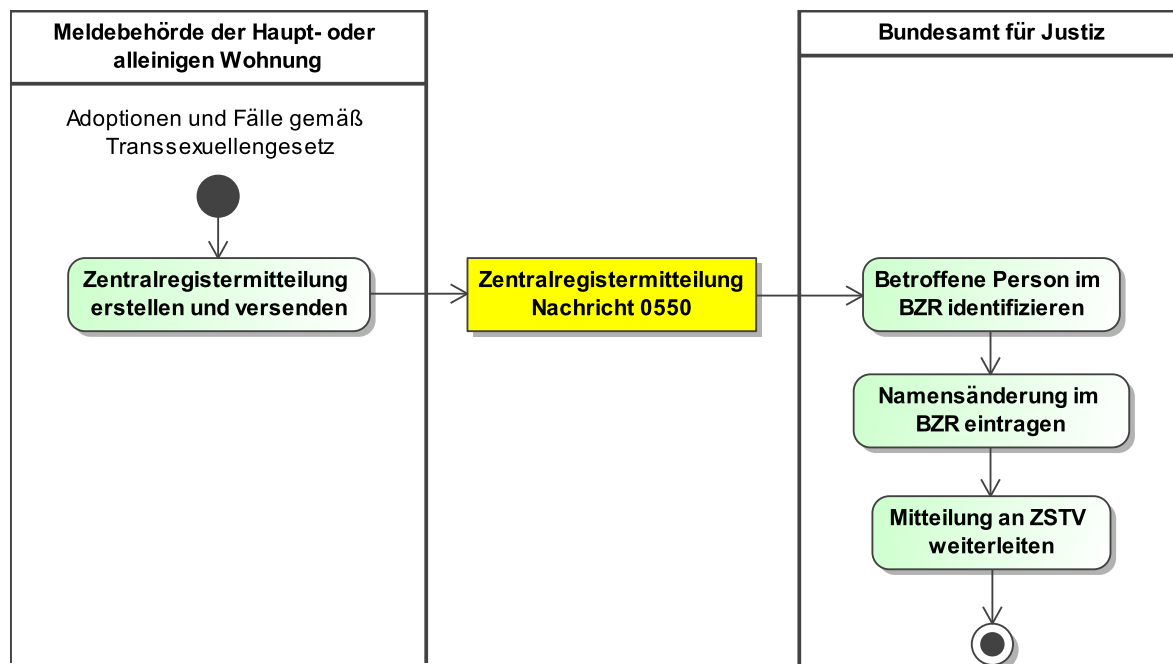 Meldebehörde der Haupt- oder
alleinigen Wohnung
Bundesamt für Justiz
Adoptionen und Fälle gemäß
Transsexuellengesetz
Zentralregistermitteilung
erstellen und versenden
Zentralregistermitteilung
Nachricht 0550
Betroffene Person im
BZR identifizieren
Namensänderung im
BZR eintragen
Mitteilung an ZSTV
weiterleiten